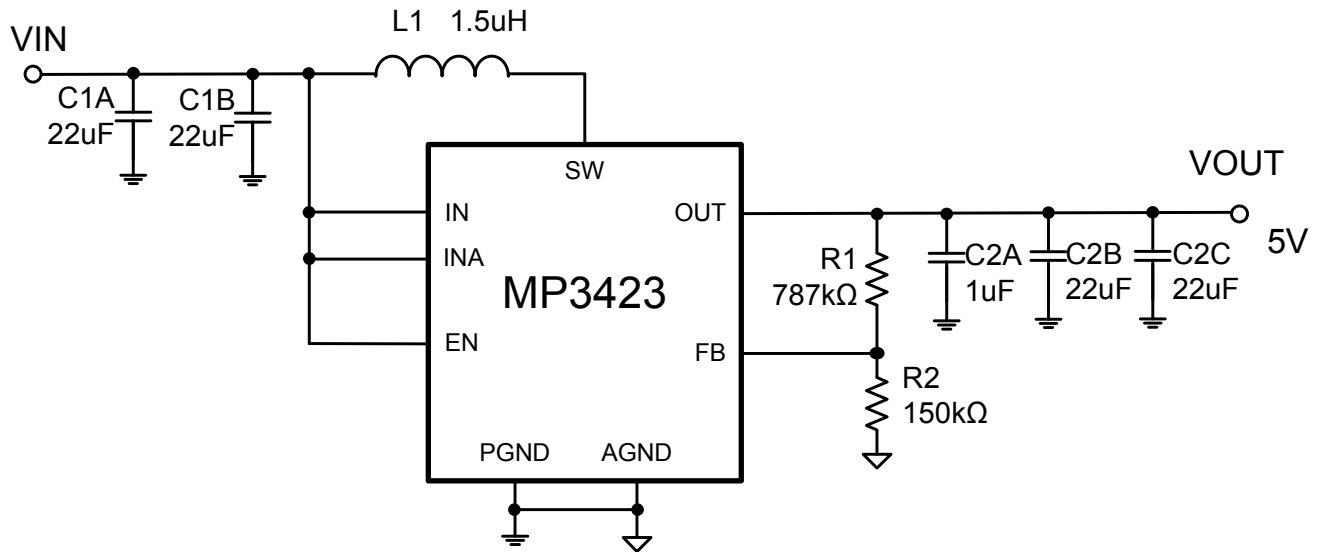 L1 1.5uH
VIN
C1A
22uF
C1B
22uF
SW
VOUT
IN
OUT
5V
INA
R1
787kΩ
C2A
1uF
C2B
22uF
C2C
22uF
MP3423
EN
FB
R2
150kΩ
PGND AGND